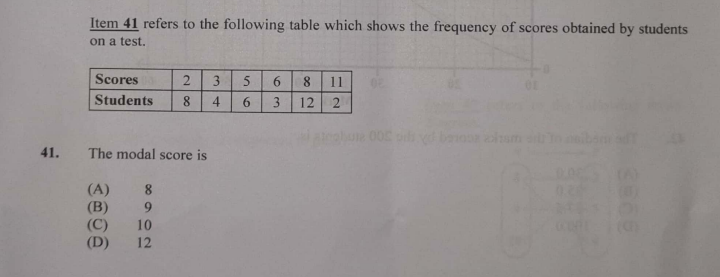 Item 41 refers to the following table which shows the frequency of scores obtained by students
on a test.
Scores 2 3 5 6 8 11
Students 8 4 6 3 12 2
41. The modal score is
(A) 8
(B) 9
(C) 10
(D) 12